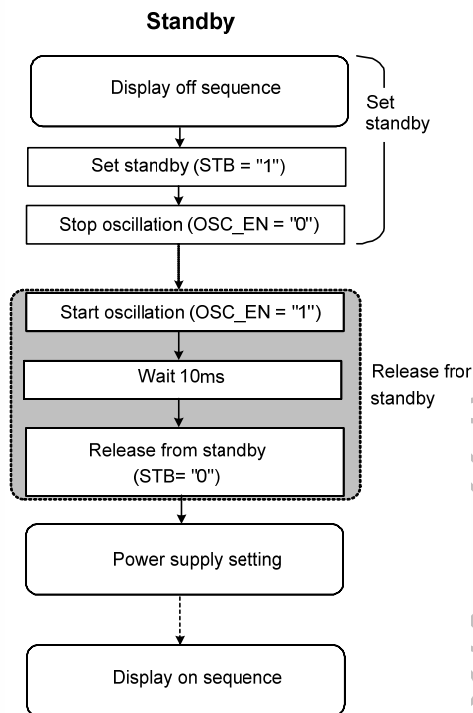 Standby
Display off sequence
Set
standby
Set standby (STB = "1")
Stop oscillation (OSC_EN = "0")
Start oscillation (OSC_EN = "1")
Wait 10ms
Release from standby
(STB= "0")
Release fror
standby
Power supply setting
Display on sequence